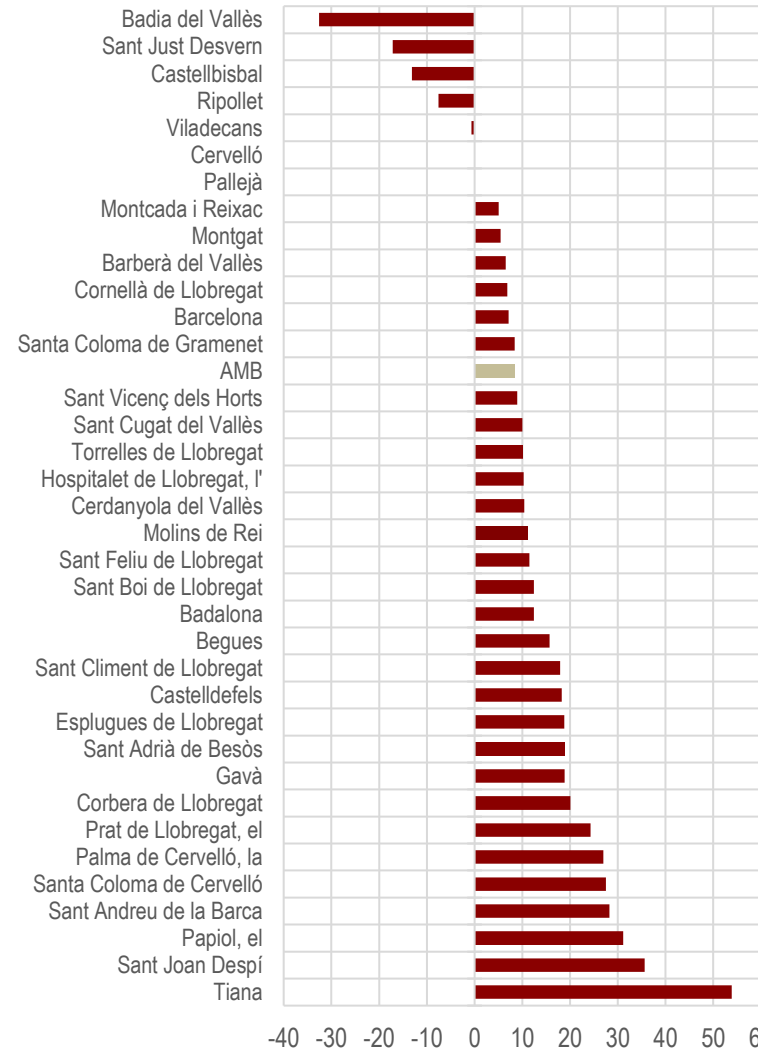 Badia del Vallès
Sant Just Desvern
Castellbisbal
Ripollet
Viladecans
Cervelló
Pallejà
Montcada i Reixac
Montgat
Barberà del Vallès
Cornellà de Llobregat
Barcelona
Santa Coloma de Gramenet
AMB
Sant Vicenç dels Horts
Sant Cugat del Vallès
Torrelles de Llobregat
Hospitalet de Llobregat, l'
Cerdanyola del Vallès
Molins de Rei
Sant Feliu de Llobregat
Sant Boi de Llobregat
Badalona
Begues
Sant Climent de Llobregat
Castelldefels
Esplugues de Llobregat
Sant Adrià de Besòs
Gavà
Corbera de Llobregat
Prat de Llobregat, el
Palma de Cervelló, la
Santa Coloma de Cervelló
Sant Andreu de la Barca
Papiol, el
Sant Joan Despí
Tiana
-40 -30 -20 -10 0 10 20 30 40 50